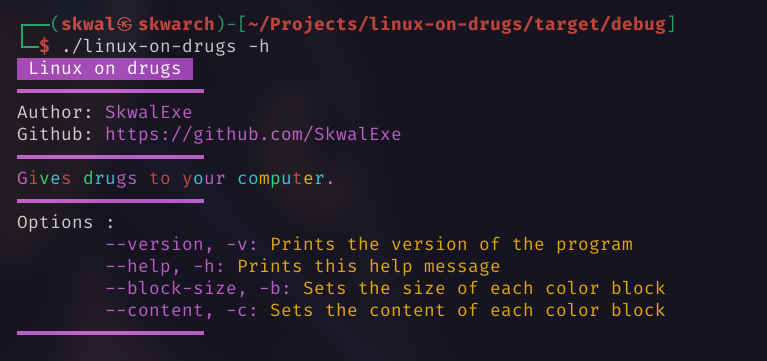 ┌──(skwal㉿skwarch)-[~/Projects/linux-on-drugs/target/debug]
└─$ ./linux-on-drugs -h
Linux on drugs
Author: SkwalExe
Github: https://github.com/SkwalExe
Gives drugs to your computer.
Options :
--version, -v: Prints the version of the program
--help, -h: Prints this help message
--block-size, -b: Sets the size of each color block
--content, -c: Sets the content of each color block